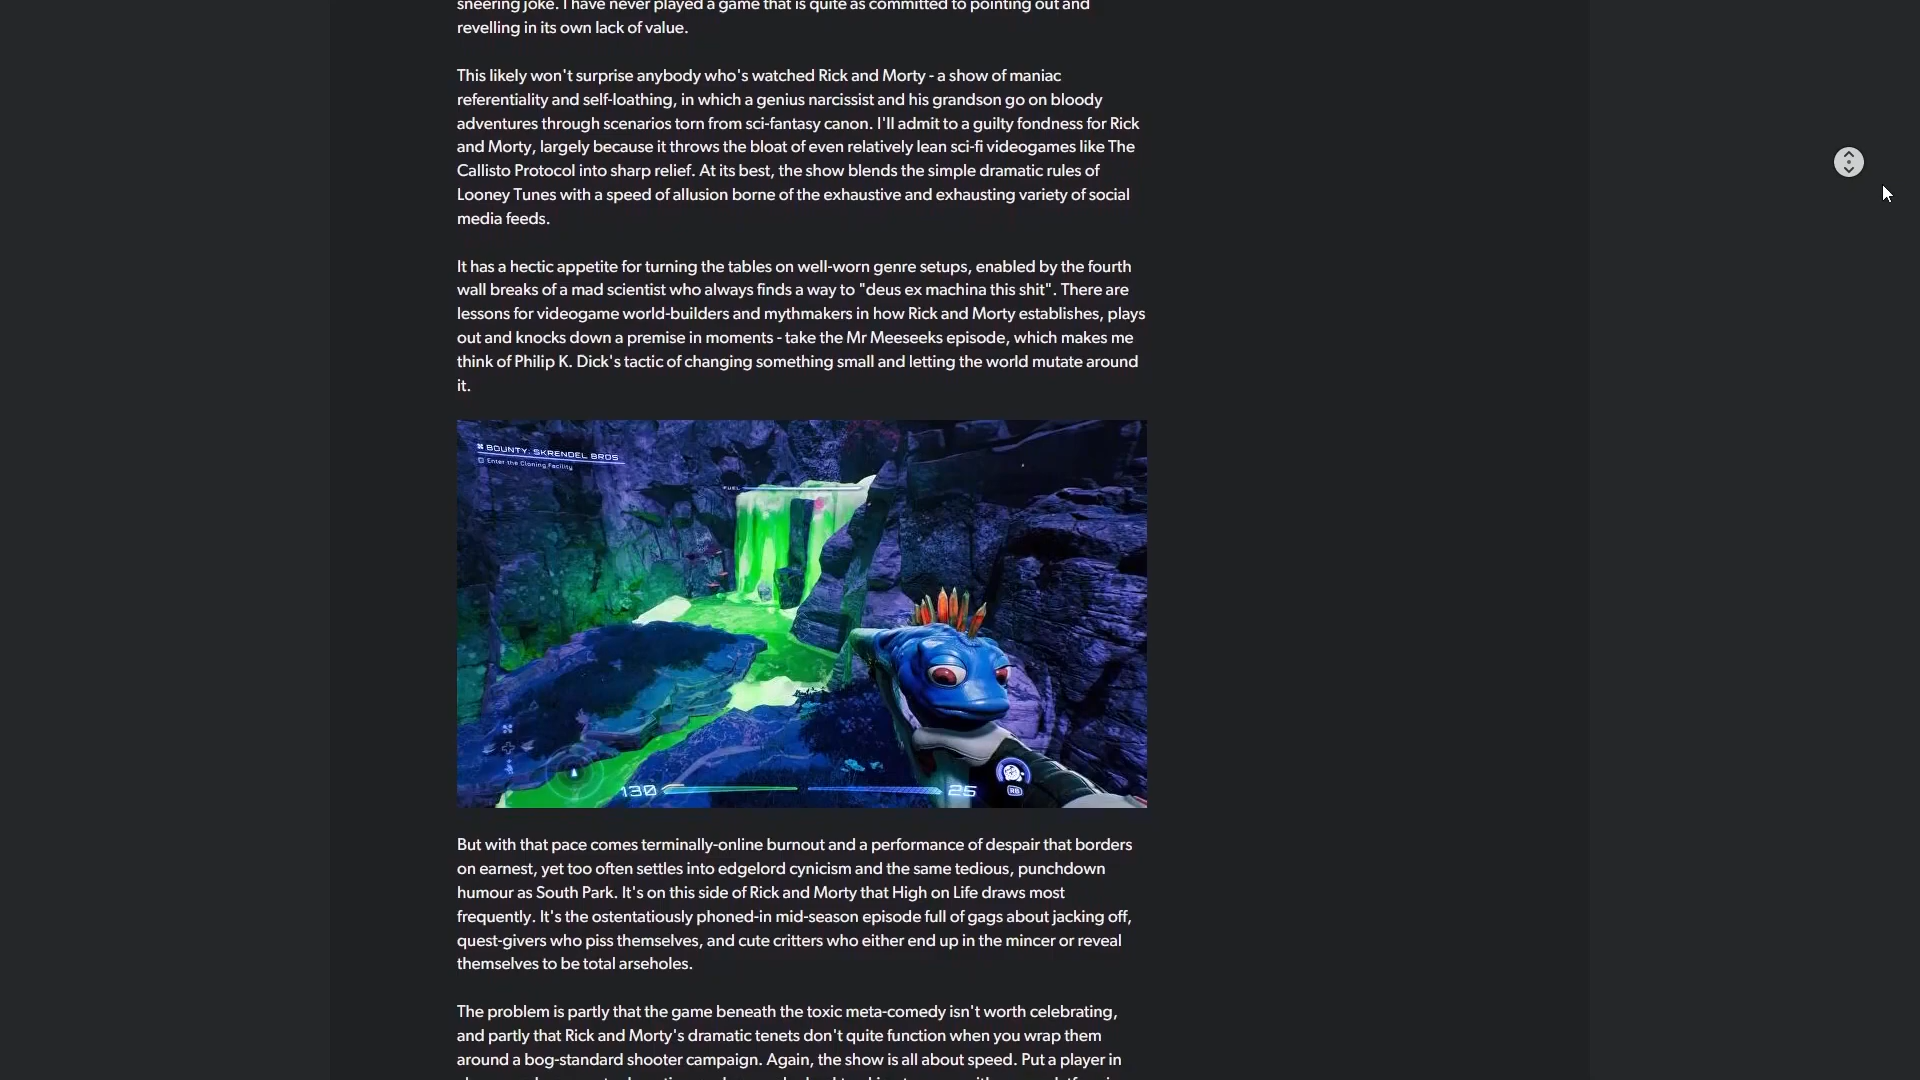 sneering joke. I have never played a game that is quite as committed to pointing out and
revelling in its own lack of value.
This likely won't surprise anybody who's watched Rick and Morty - a show of maniac
referentiality and self-loathing, in which a genius narcissist and his grandson go on bloody
adventures through scenarios torn from sci-fantasy canon. I'll admit to a guilty fondness for Rick
and Morty, largely because it throws the bloat of even relatively lean sci-fi videogames like The
Callisto Protocol into sharp relief. At its best, the show blends the simple dramatic rules of
Looney Tunes with a speed of allusion borne of the exhaustive and exhausting variety of social
media feeds.
It has a hectic appetite for turning the tables on well-worn genre setups, enabled by the fourth
wall breaks of a mad scientist who always finds a way to "deus ex machina this shit". There are
lessons for videogame world-builders and mythmakers in how Rick and Morty establishes, plays
out and knocks down a premise in moments - take the Mr Meeseeks episode, which makes me
think of Philip K. Dick's tactic of changing something small and letting the world mutate around
it.
BOUNTY: SKRENDEL BROS
Enter the Cloning Facility
FUEL
130
25
RB
But with that pace comes terminally-online burnout and a performance of despair that borders
on earnest, yet too often settles into edgelord cynicism and the same tedious, punchdown
humour as South Park. It's on this side of Rick and Morty that High on Life draws most
frequently. It's the ostentatiously phoned-in mid-season episode full of gags about jacking off,
quest-givers who piss themselves, and cute critters who either end up in the mincer or reveal
themselves to be total arseholes.
The problem is partly that the game beneath the toxic meta-comedy isn't worth celebrating,
and partly that Rick and Morty's dramatic tenets don't quite function when you wrap them
around a bog-standard shooter campaign. Again, the show is all about speed. Put a player in